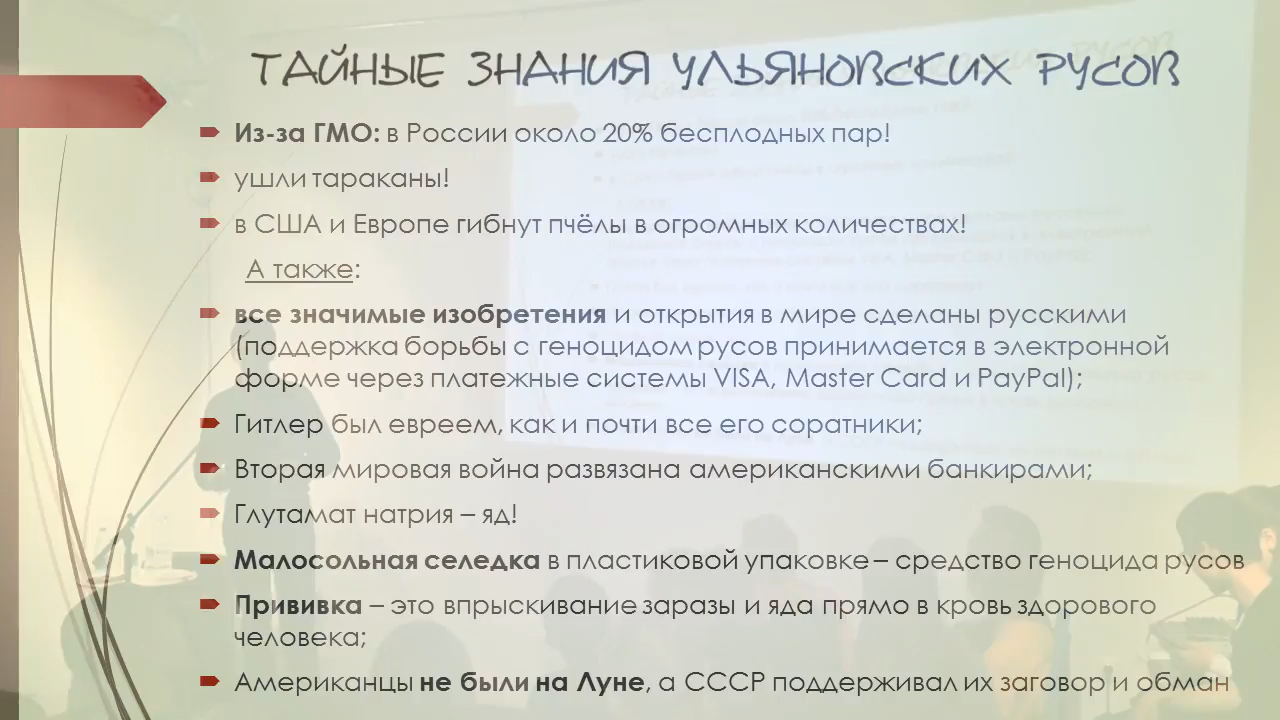 ТАЙНЫЕ ЗНАНИЯ УЛЬЯНОВСКИХ РУСОВ
Из-за ГМО: в России около 20% бесплодных пар!
ушли тараканы!
в США и Европе гибнут пчёлы в огромных количествах!
А также:
все значимые изобретения и открытия в мире сделаны русскими
(поддержка борьбы с геноцидом русов принимается в электронной
форме через платежные системы VISA, Master Card и PayPal);
Гитлер был евреем, как и почти все его соратники;
Вторая мировая война развязана американскими банкирами;
Глутамат натрия – яд!
Малосольная селедка в пластиковой упаковке – средство геноцида русов
Прививка – это впрыскивание заразы и яда прямо в кровь здорового
человека;
Американцы не были на Луне, а СССР поддерживал их заговор и обман